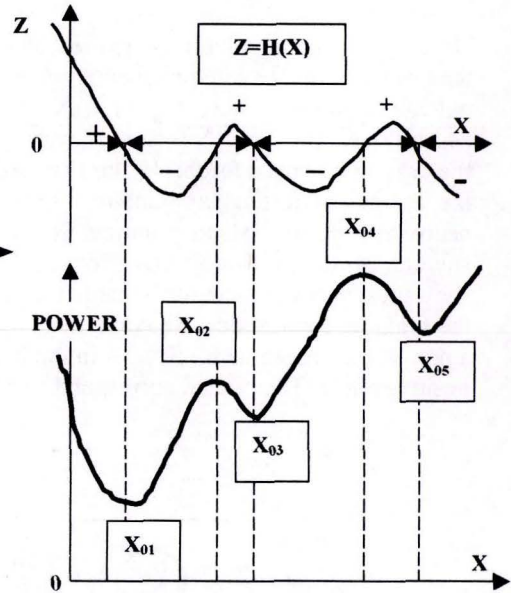 Z
Z=H(X)
+ + +
0 X
- - -
X04
POWER
X02
X05
X03
X01
0 X